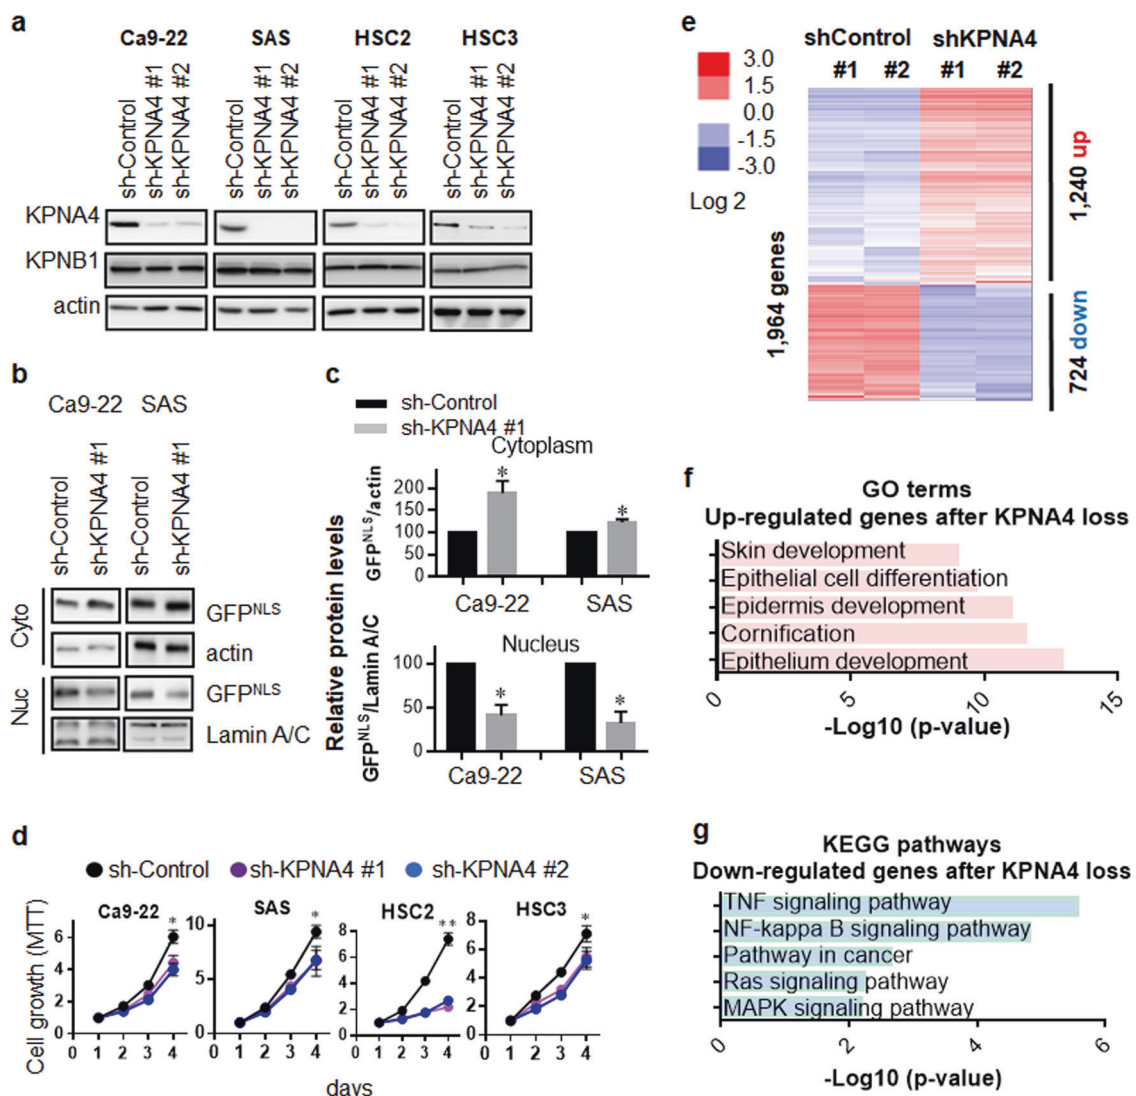 a
Ca9-22 SAS HSC2 HSC3
sh-Control sh-KPNA4 #1 sh-KPNA4 #2 sh-Control sh-KPNA4 #1 sh-KPNA4 #2 sh-Control sh-KPNA4 #1 sh-KPNA4 #2 sh-Control sh-KPNA4 #1 sh-KPNA4 #2
KPNA4
KPNB1
actin
b
Ca9-22 SAS
sh-Control sh-KPNA4 #1 sh-Control sh-KPNA4 #1
Cyto
GFP^NLS
actin
Nuc
GFP^NLS
Lamin A/C
c
sh-Control
sh-KPNA4 #1
Relative protein levels
Cytoplasm
GFP^NLS/actin
200
150
100
50
0
* *
Ca9-22 SAS
Nucleus
GFP^NLS/Lamin A/C
100
50
0
* *
Ca9-22 SAS
d
sh-Control sh-KPNA4 #1 sh-KPNA4 #2
Cell growth (MTT)
Ca9-22
*
6
4
2
0
0 1 2 3 4
SAS
*
10
5
0
0 1 2 3 4
HSC2
**
8
6
4
2
0
0 1 2 3 4
HSC3
*
8
6
4
2
0
0 1 2 3 4
days
e
shControl shKPNA4
#1 #2 #1 #2
3.0
1.5
0.0
-1.5
-3.0
Log 2
1,964 genes
1,240 up
724 down
f
GO terms
Up-regulated genes after KPNA4 loss
Skin development
Epithelial cell differentiation
Epidermis development
Cornification
Epithelium development
0 5 10 15
-Log10 (p-value)
g
KEGG pathways
Down-regulated genes after KPNA4 loss
TNF signaling pathway
NF-kappa B signaling pathway
Pathway in cancer
Ras signaling pathway
MAPK signaling pathway
0 2 4 6
-Log10 (p-value)